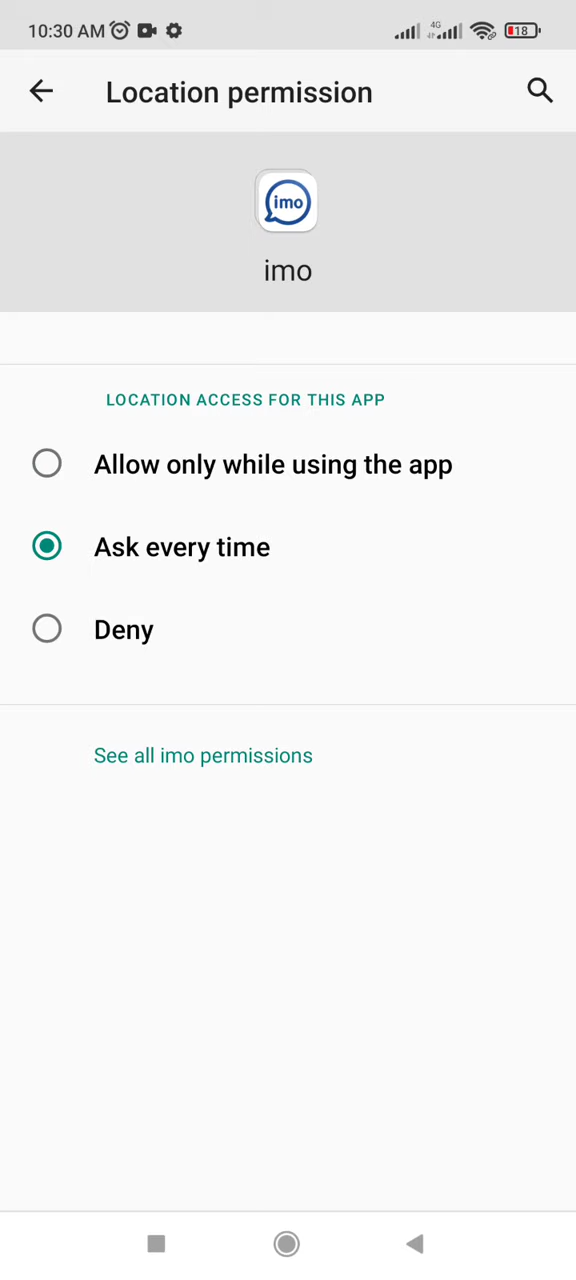 10:30 AM 4G 18
Location permission
imo
imo
LOCATION ACCESS FOR THIS APP
Allow only while using the app
Ask every time
Deny
See all imo permissions